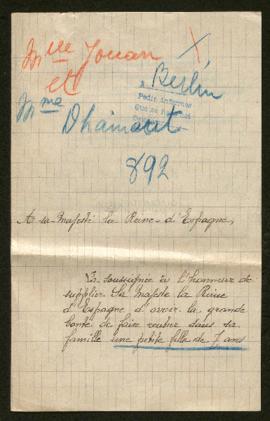 Mlle Jouan
et
Mme Dhainaut
Berlin
892
A sa Majesté la Reine d'Espagne,
La soussignée a l'honneur de
supplier Sa Majesté la Reine
d'Espagne d'avoir la grande
bonté de faire rentrer dans sa
famille une petite fille de 7 ans